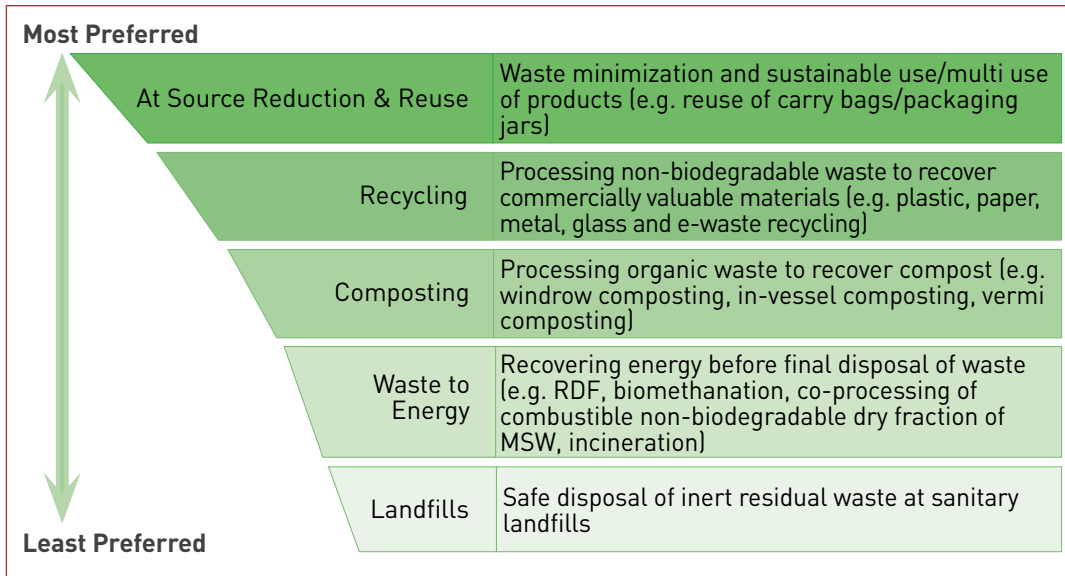 Most Preferred
At Source Reduction & Reuse
Waste minimization and sustainable use/multi use
of products (e.g. reuse of carry bags/packaging
jars)
Recycling
Processing non-biodegradable waste to recover
commercially valuable materials (e.g. plastic, paper,
metal, glass and e-waste recycling)
Composting
Processing organic waste to recover compost (e.g.
windrow composting, in-vessel composting, vermi
composting)
Waste to
Energy
Recovering energy before final disposal of waste
(e.g. RDF, biomethanation, co-processing of
combustible non-biodegradable dry fraction of
MSW, incineration)
Landfills
Safe disposal of inert residual waste at sanitary
landfills
Least Preferred